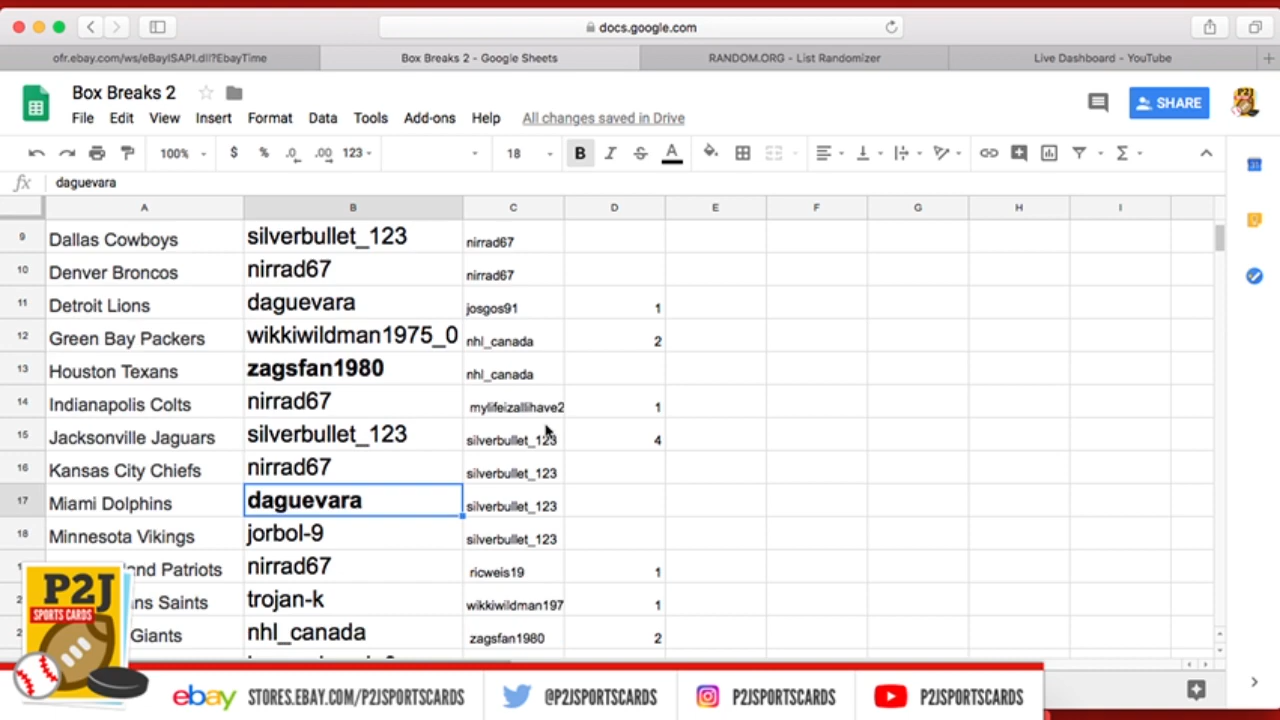 docs.google.com
ofr.ebay.com/ws/eBayISAPI.dll?EbayTime
Box Breaks 2 - Google Sheets
RANDOM.ORG - List Randomizer
Live Dashboard - YouTube
Box Breaks 2
SHARE
File Edit View Insert Format Data Tools Add-ons Help All changes saved in Drive
100% $ % .0 .00 123 18 B I S A
fx daguevara
A B C D E F G H I
9 Dallas Cowboys silverbullet_123 nirrad67
10 Denver Broncos nirrad67 nirrad67
11 Detroit Lions daguevara josgos91 1
12 Green Bay Packers wikkiwildman1975_0 nhl_canada 2
13 Houston Texans zagsfan1980 nhl_canada
14 Indianapolis Colts nirrad67 mylifeizallihave2 1
15 Jacksonville Jaguars silverbullet_123 silverbullet_123 4
16 Kansas City Chiefs nirrad67 silverbullet_123
17 Miami Dolphins daguevara silverbullet_123
18 Minnesota Vikings jorbol-9 silverbullet_123
and Patriots nirrad67 ricweis19 1
ns Saints trojan-k wikkiwildman197 1
Giants nhl_canada zagsfan1980 2
P2J
SPORTS CARDS
ebay STORES.EBAY.COM/P2JSPORTSCARDS @P2JSPORTSCARDS P2JSPORTSCARDS P2JSPORTSCARDS